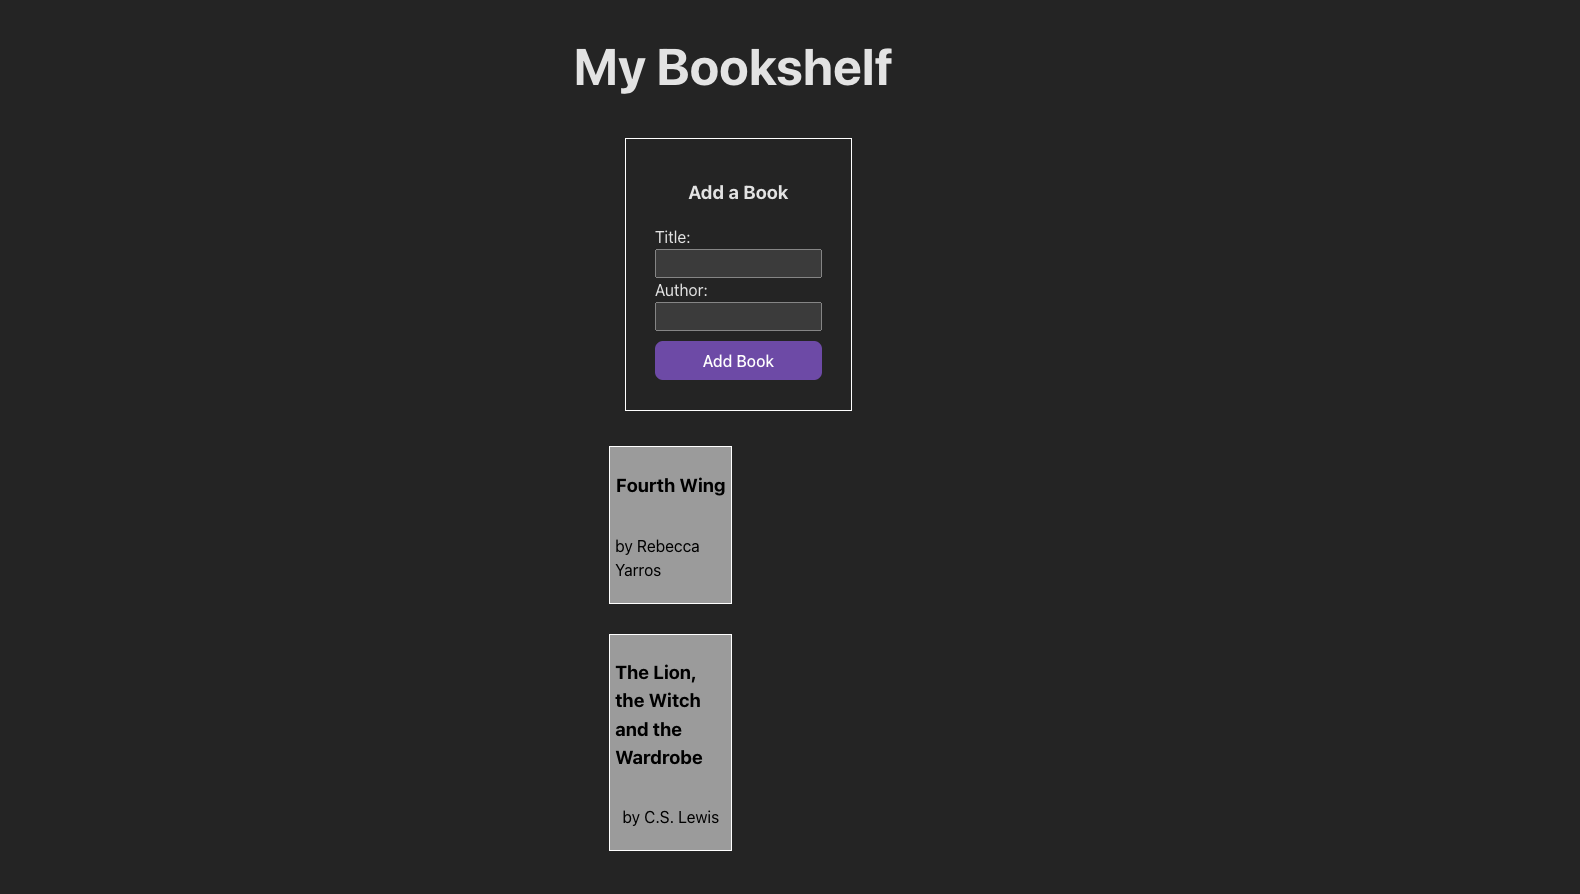 My Bookshelf
Add a Book
Title:
Author:
Add Book
Fourth Wing
by Rebecca
Yarros
The Lion,
the Witch
and the
Wardrobe
by C.S. Lewis